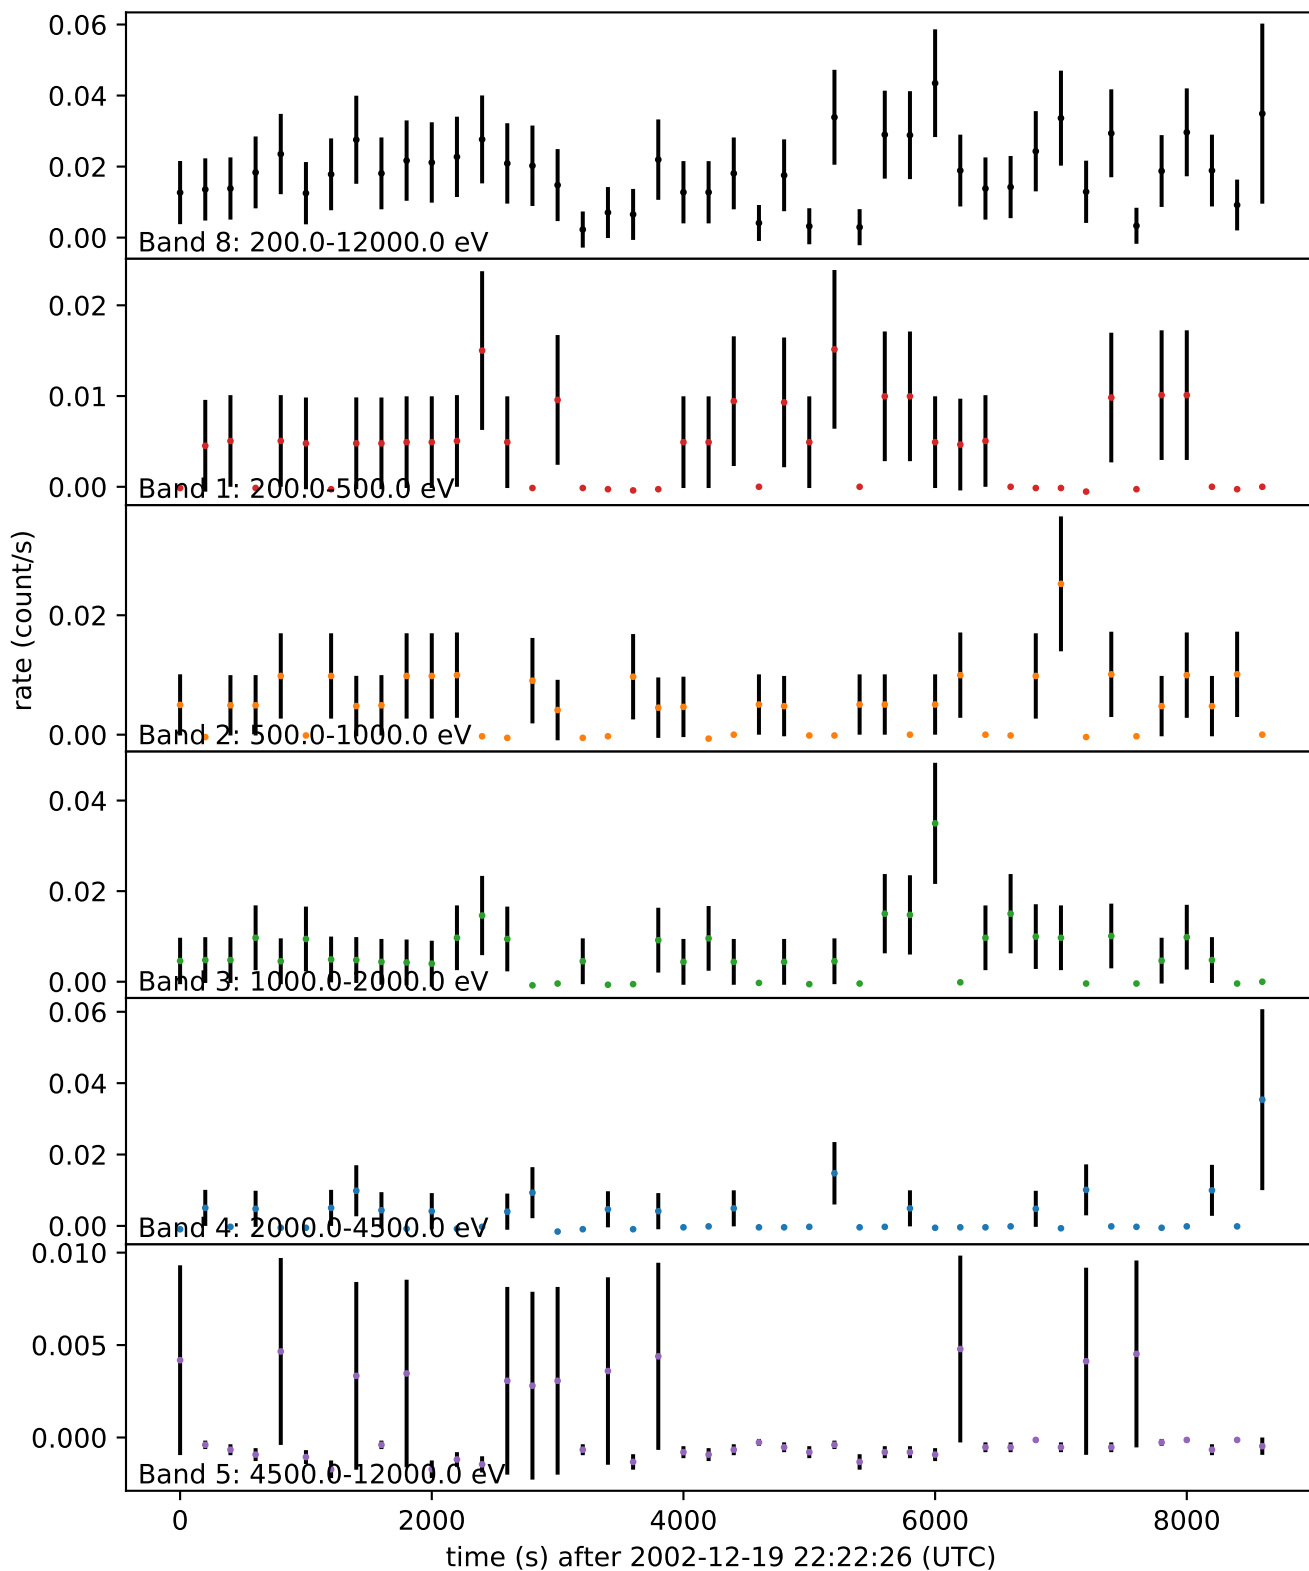 0.06
0.04
0.02
0.00
Band 8: 200.0-12000.0 eV
0.02
0.01
0.00
Band 1: 200.0-500.0 eV
rate (count/s)
0.02
0.00
Band 2: 500.0-1000.0 eV
0.04
0.02
0.00
Band 3: 1000.0-2000.0 eV
0.06
0.04
0.02
0.00
Band 4: 2000.0-4500.0 eV
0.010
0.005
0.000
Band 5: 4500.0-12000.0 eV
0 2000 4000 6000 8000
time (s) after 2002-12-19 22:22:26 (UTC)